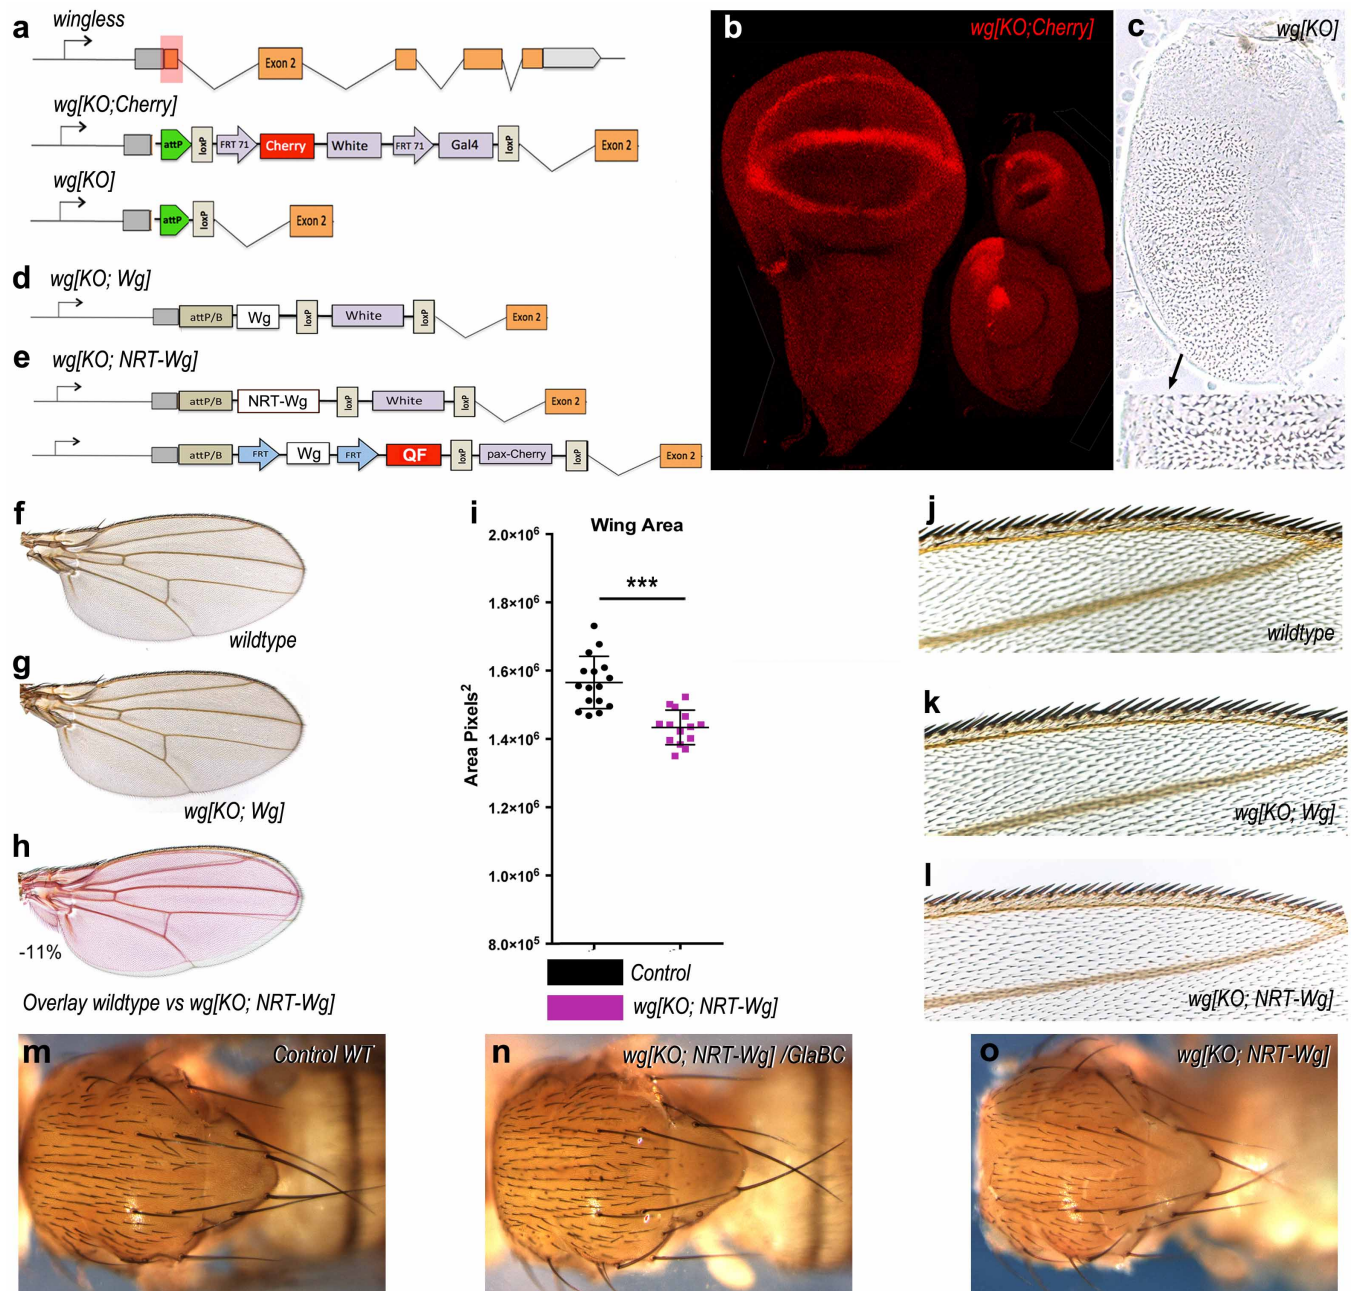 a
wingless
Exon 2
wg[KO;Cherry]
attP loxP FRT 71 Cherry White FRT 71 Gal4 loxP Exon 2
wg[KO]
attP loxP Exon 2
b
wg[KO;Cherry]
c
wg[KO]
d
wg[KO; Wg]
attP/B Wg loxP White loxP Exon 2
e
wg[KO; NRT-Wg]
attP/B NRT-Wg loxP White loxP Exon 2
attP/B FRT Wg FRT QF loxP pax-Cherry loxP Exon 2
f
wildtype
g
wg[KO; Wg]
h
-11%
Overlay wildtype vs wg[KO; NRT-Wg]
i
Wing Area
***
Area Pixels²
2.0×10⁶
1.8×10⁶
1.6×10⁶
1.4×10⁶
1.2×10⁶
1.0×10⁶
8.0×10⁵
Control
wg[KO; NRT-Wg]
j
wildtype
k
wg[KO; Wg]
l
wg[KO; NRT-Wg]
m
Control WT
n
wg[KO; NRT-Wg] /GlaBC
o
wg[KO; NRT-Wg]